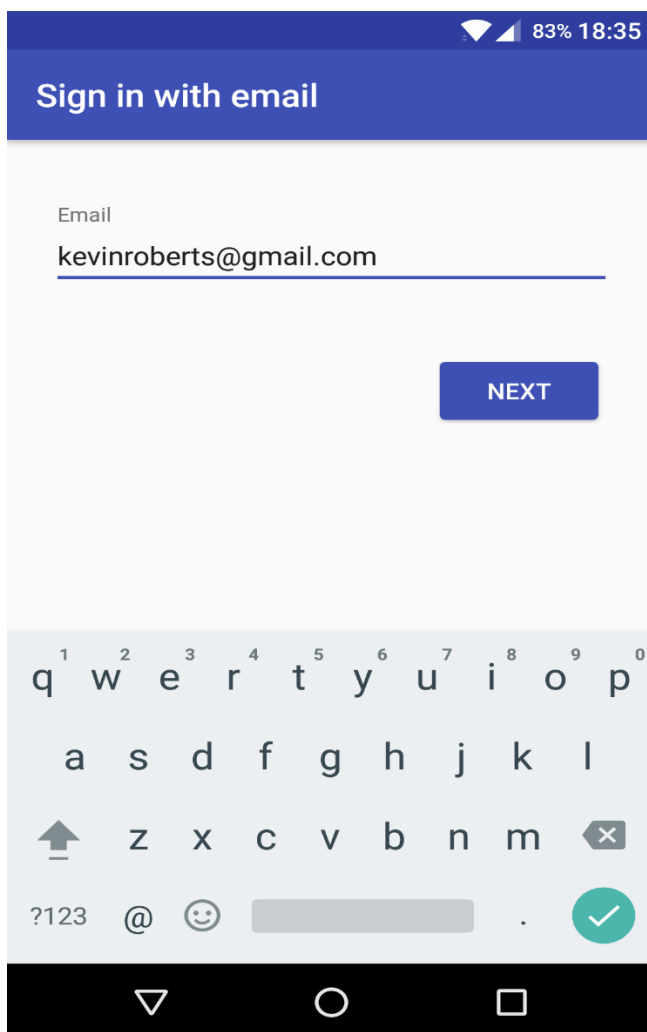 83% 18:35
Sign in with email
Email
kevinroberts@gmail.com
NEXT
1 2 3 4 5 6 7 8 9 0
q w e r t y u i o p
a s d f g h j k l
z x c v b n m
?123 @ .